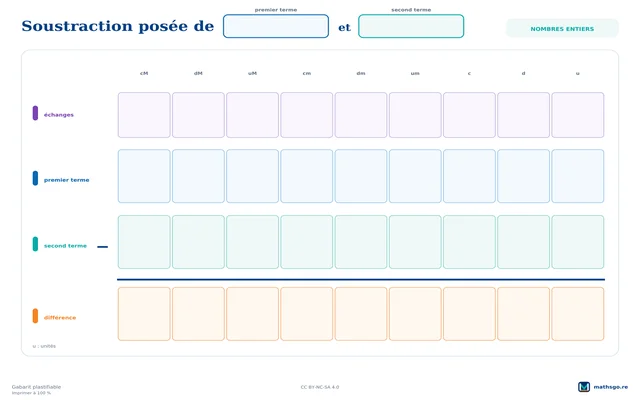 premier terme
second terme
Soustraction posée de
et
NOMBRES ENTIERS
cM dM uM cm dm um c d u
échanges
premier terme
second terme —
différence
u : unités
Gabarit plastifiable
Imprimer à 100 %
CC BY-NC-SA 4.0
mathsgo.re